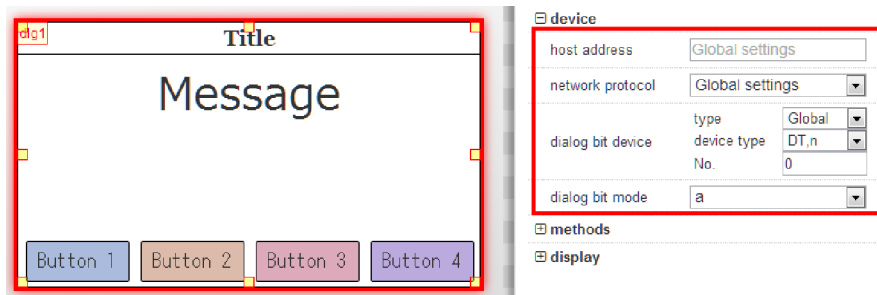 dlg1
Title
Message
Button 1
Button 2
Button 3
Button 4
device
host address Global settings
network protocol Global settings
dialog bit device
type Global
device type DT,n
No. 0
dialog bit mode a
methods
display